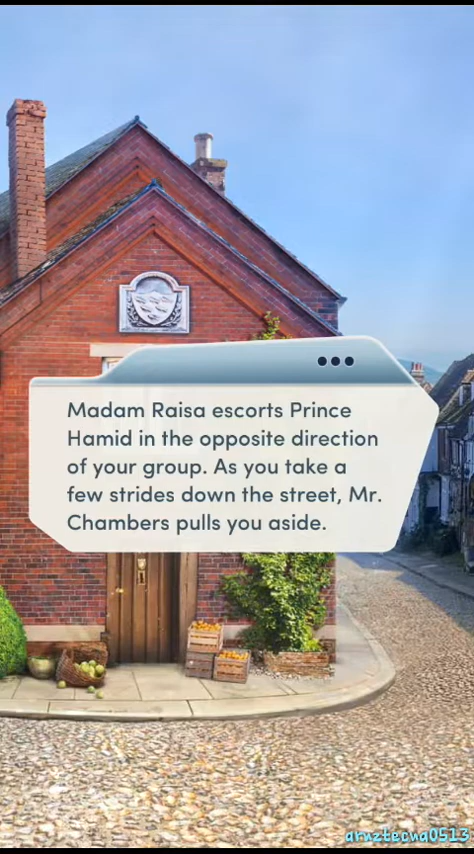 Madam Raisa escorts Prince
Hamid in the opposite direction
of your group. As you take a
few strides down the street, Mr.
Chambers pulls you aside.